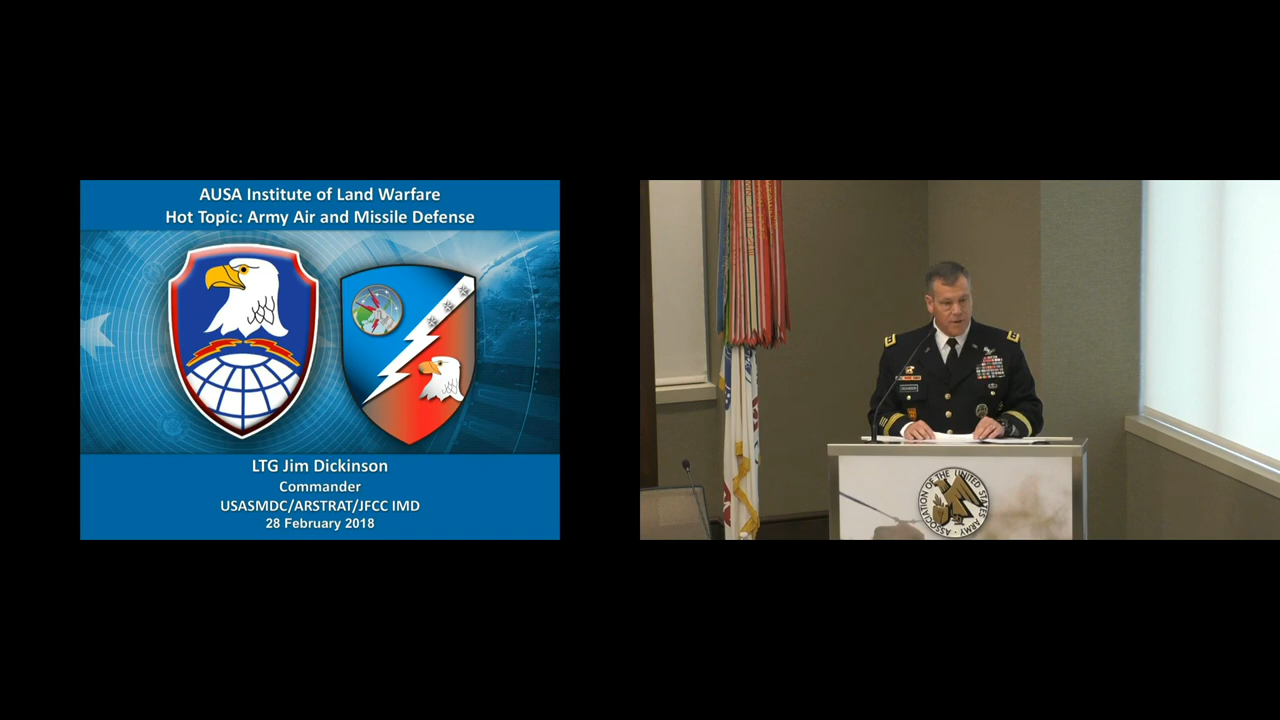 AUSA Institute of Land Warfare
Hot Topic: Army Air and Missile Defense
LTG Jim Dickinson
Commander
USASMDC/ARSTRAT/JFCC IMD
28 February 2018
ASSOCIATION OF THE UNITED STATES ARMY